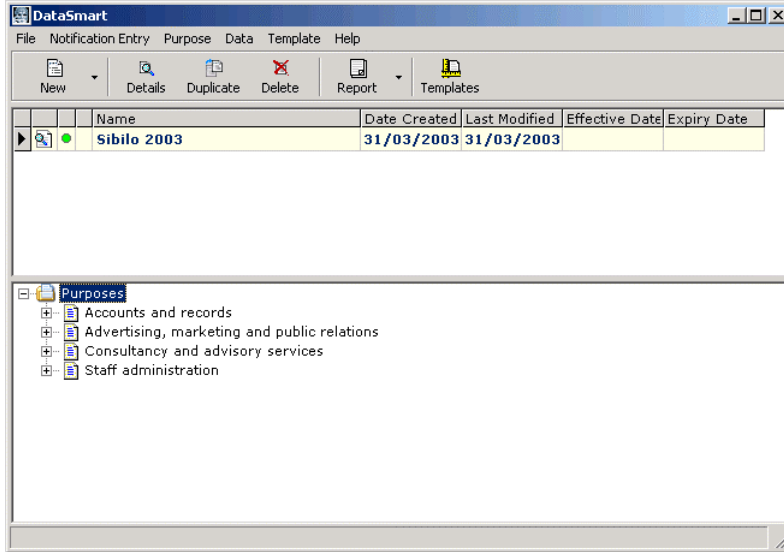 DataSmart
File Notification Entry Purpose Data Template Help
New Details Duplicate Delete Report Templates
Name Date Created Last Modified Effective Date Expiry Date
Sibilo 2003 31/03/2003 31/03/2003
Purposes
Accounts and records
Advertising, marketing and public relations
Consultancy and advisory services
Staff administration